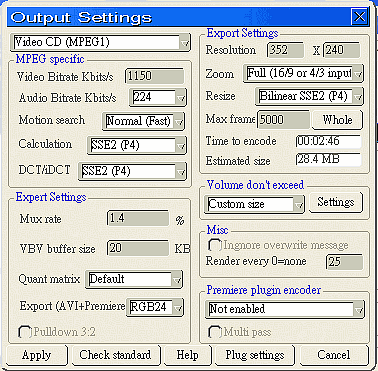 Output Settings
Video CD (MPEG1)
MPEG specific
Video Bitrate Kbits/s 1150
Audio Bitrate Kbits/s 224
Motion search Normal (Fast)
Calculation SSE2 (P4)
DCT/iDCT SSE2 (P4)
Expert Settings
Mux rate 1.4 %
VBV buffer size 20 KB
Quant matrix Default
Export (AVI+Premiere RGB24
Pulldown 3:2
Export Settings
Resolution 352 X 240
Zoom Full (16/9 or 4/3 input
Resize Bilinear SSE2 (P4)
Max frame 5000 Whole
Time to encode 00:02:46
Estimated size 28.4 MB
Volume don't exceed
Custom size Settings
Misc
Ingnore overwrite message
Render every 0=none 25
Premiere plugin encoder
Not enabled
Multi pass
Apply Check standard Help Plug settings Cancel